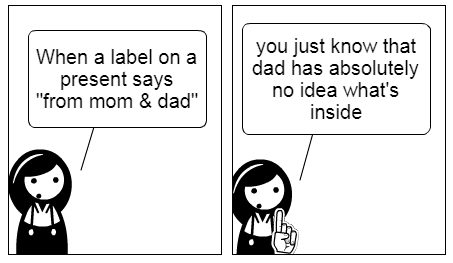 When a label on a
present says
"from mom & dad"
you just know that
dad has absolutely
no idea what's
inside